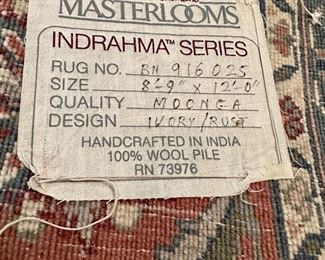 MASTERLOOMS
INDRAHMA™ SERIES
RUG NO. BN 916025
SIZE 8'-9" X 12'-0"
QUALITY MOONGA
DESIGN IVORY/RUST
HANDCRAFTED IN INDIA
100% WOOL PILE
RN 73976